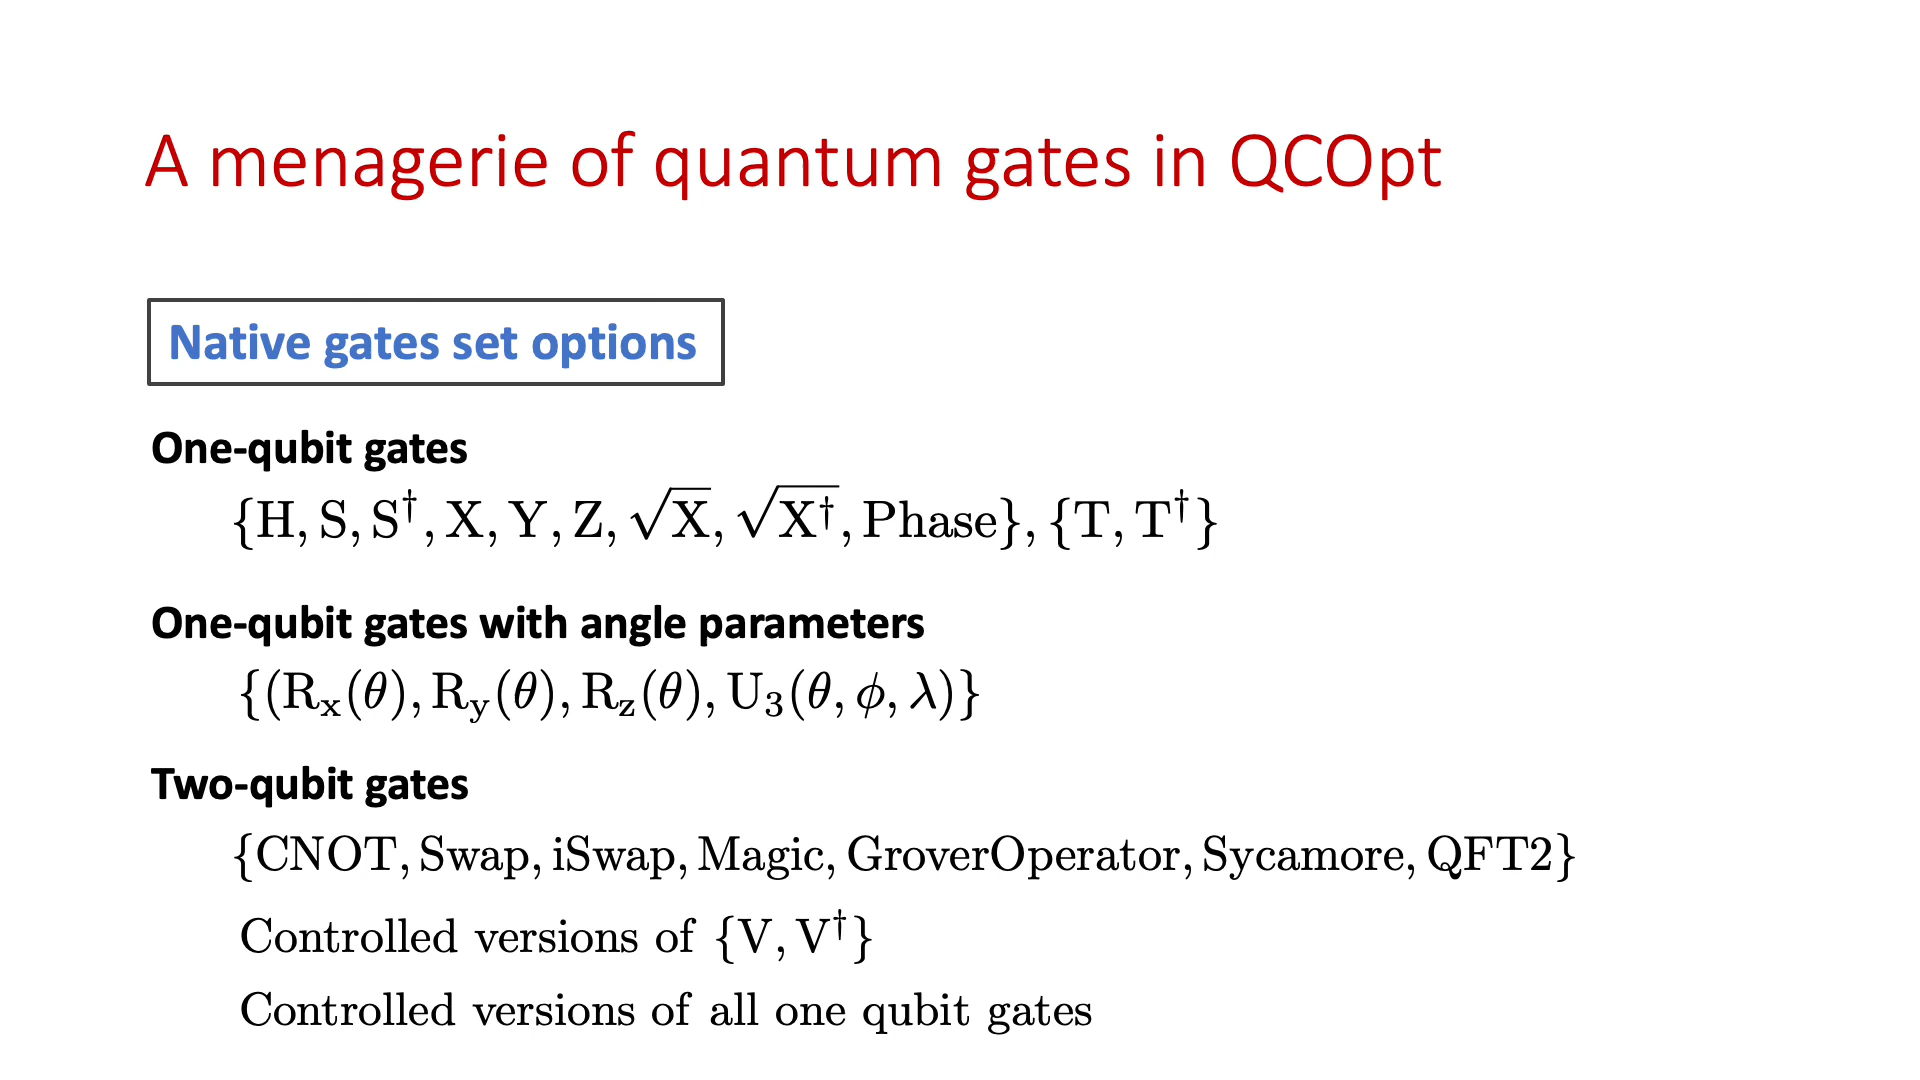 A menagerie of quantum gates in QCOpt
Native gates set options
One-qubit gates
{H, S, S†, X, Y, Z, √X, √X†, Phase}, {T, T†}
One-qubit gates with angle parameters
{(Rₓ(θ), R_y(θ), R_z(θ), U₃(θ, ϕ, λ)}
Two-qubit gates
{CNOT, Swap, iSwap, Magic, GroverOperator, Sycamore, QFT2}
Controlled versions of {V, V†}
Controlled versions of all one qubit gates